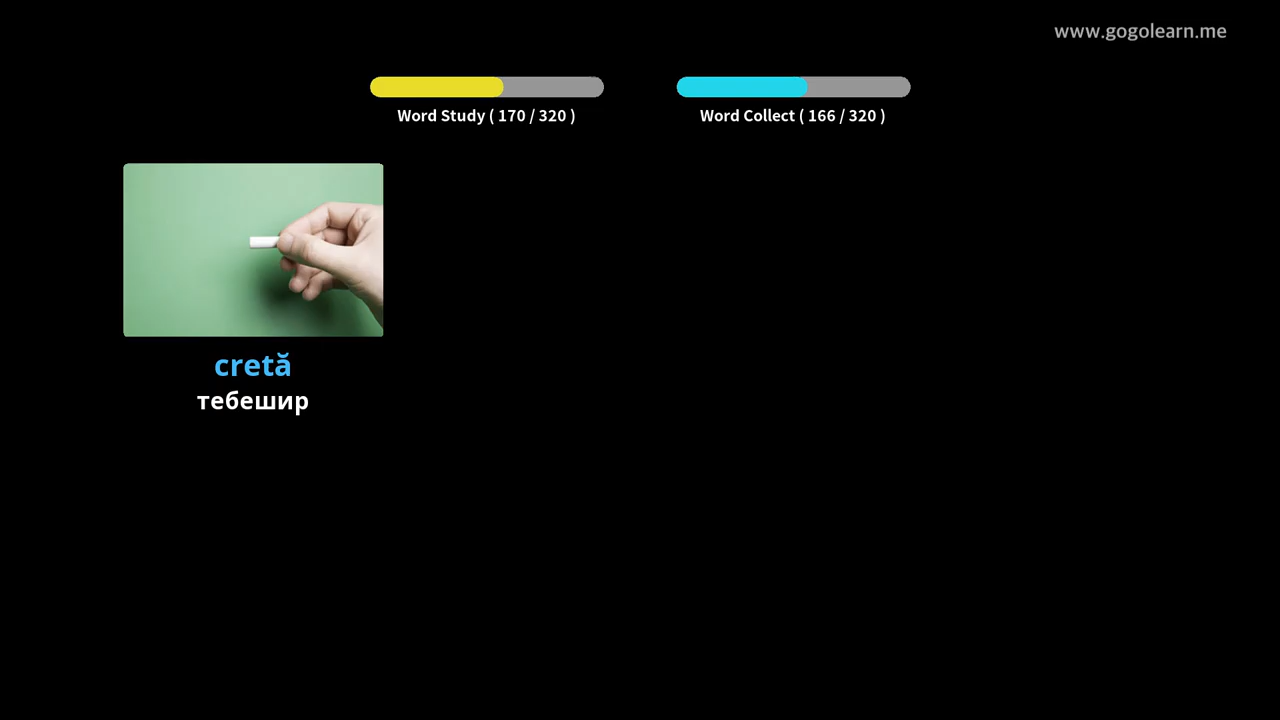 www.gogolearn.me
Word Study ( 170 / 320 )
Word Collect ( 166 / 320 )
cretă
тебешир